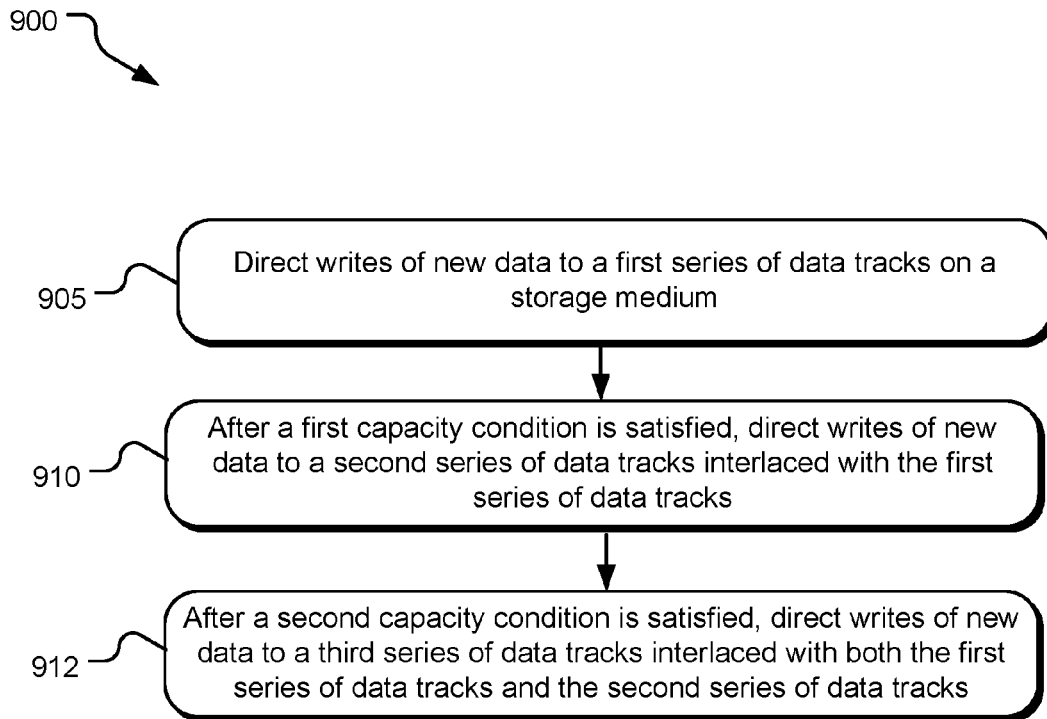 900
Direct writes of new data to a first series of data tracks on a
storage medium
905
After a first capacity condition is satisfied, direct writes of new
data to a second series of data tracks interlaced with the first
series of data tracks
910
After a second capacity condition is satisfied, direct writes of new
data to a third series of data tracks interlaced with both the first
series of data tracks and the second series of data tracks
912